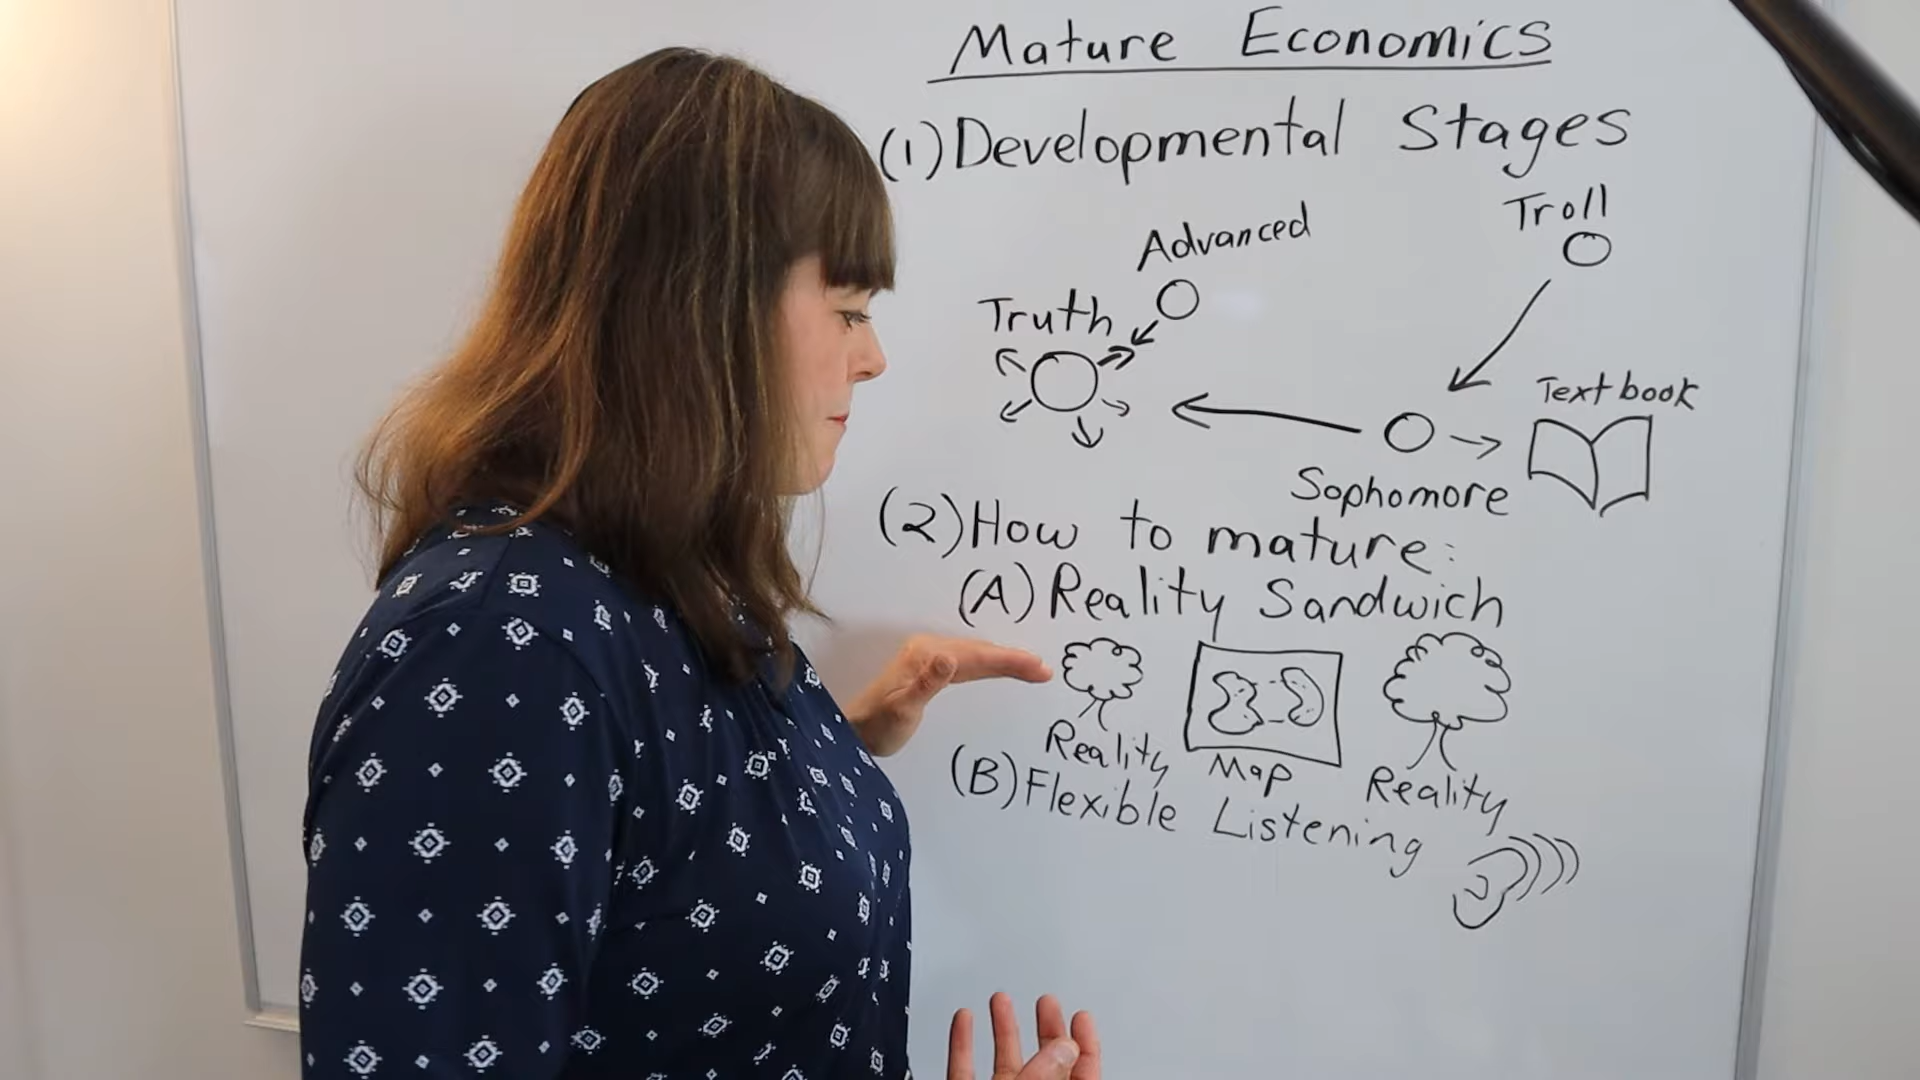 Mature Economics
(1) Developmental Stages
Troll
Advanced
Truth
Textbook
Sophomore
(2) How to mature:
(A) Reality Sandwich
Reality Map Reality
(B) Flexible Listening